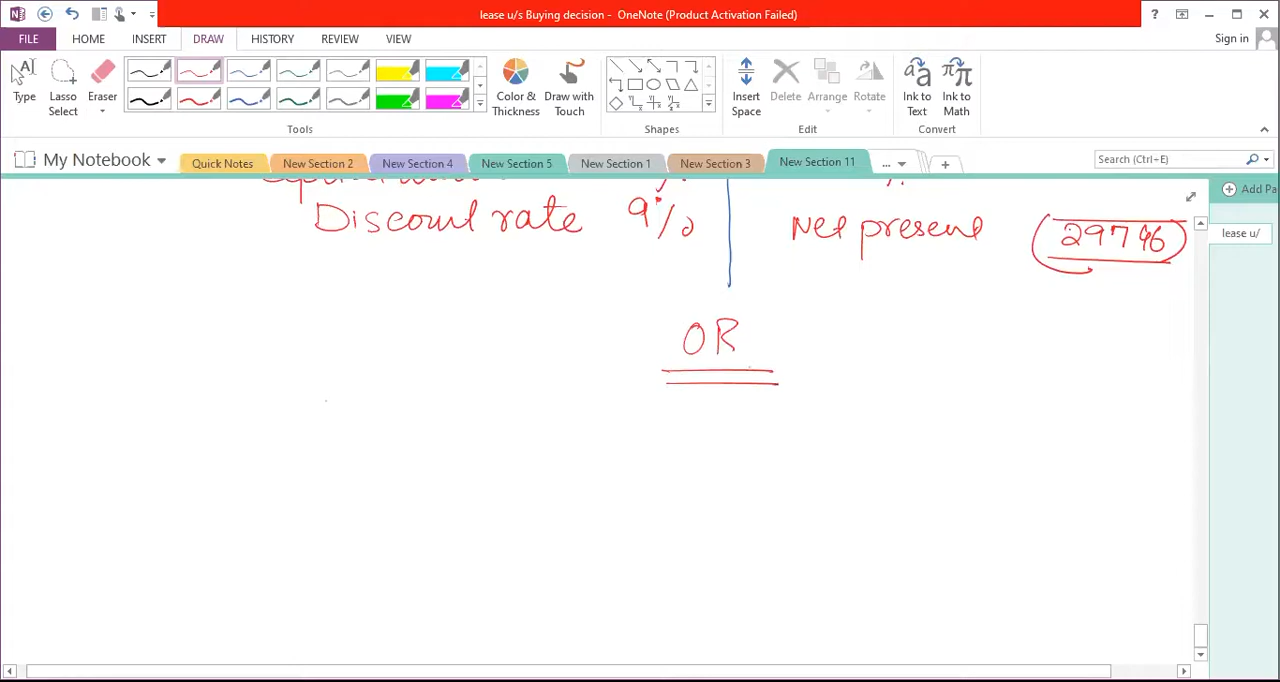 lease u/s Buying decision - OneNote (Product Activation Failed)
?
FILE HOME INSERT DRAW HISTORY REVIEW VIEW
Sign in
Type Lasso Select Eraser Color & Thickness Draw with Touch Insert Space Delete Arrange Rotate Ink to Text Ink to Math
Tools Shapes Edit Convert
My Notebook Quick Notes New Section 2 New Section 4 New Section 5 New Section 1 New Section 3 New Section 11 ... Search (Ctrl+E)
Add Pa
lease u/
Discount rate 9%
Net present 29746
OR